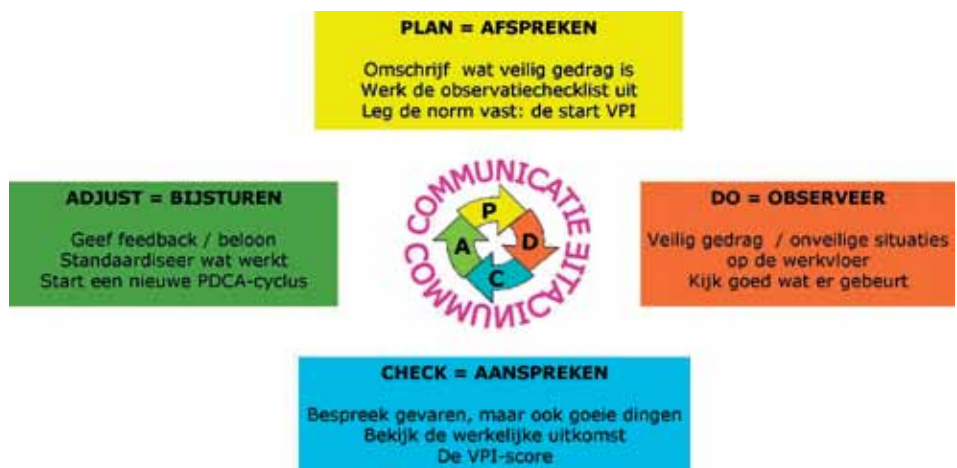 PLAN = AFSPREKEN
Omschrijf wat veilig gedrag is
Werk de observatiechecklist uit
Leg de norm vast: de start VPI
ADJUST = BIJSTUREN
Geef feedback / beloon
Standaardiseer wat werkt
Start een nieuwe PDCA-cyclus
COMMUNICATIE
P
D
C
A
COMMUNICATIE
DO = OBSERVEER
Veilig gedrag / onveilige situaties
op de werkvloer
Kijk goed wat er gebeurt
CHECK = AANSPREKEN
Bespreek gevaren, maar ook goeie dingen
Bekijk de werkelijke uitkomst
De VPI-score